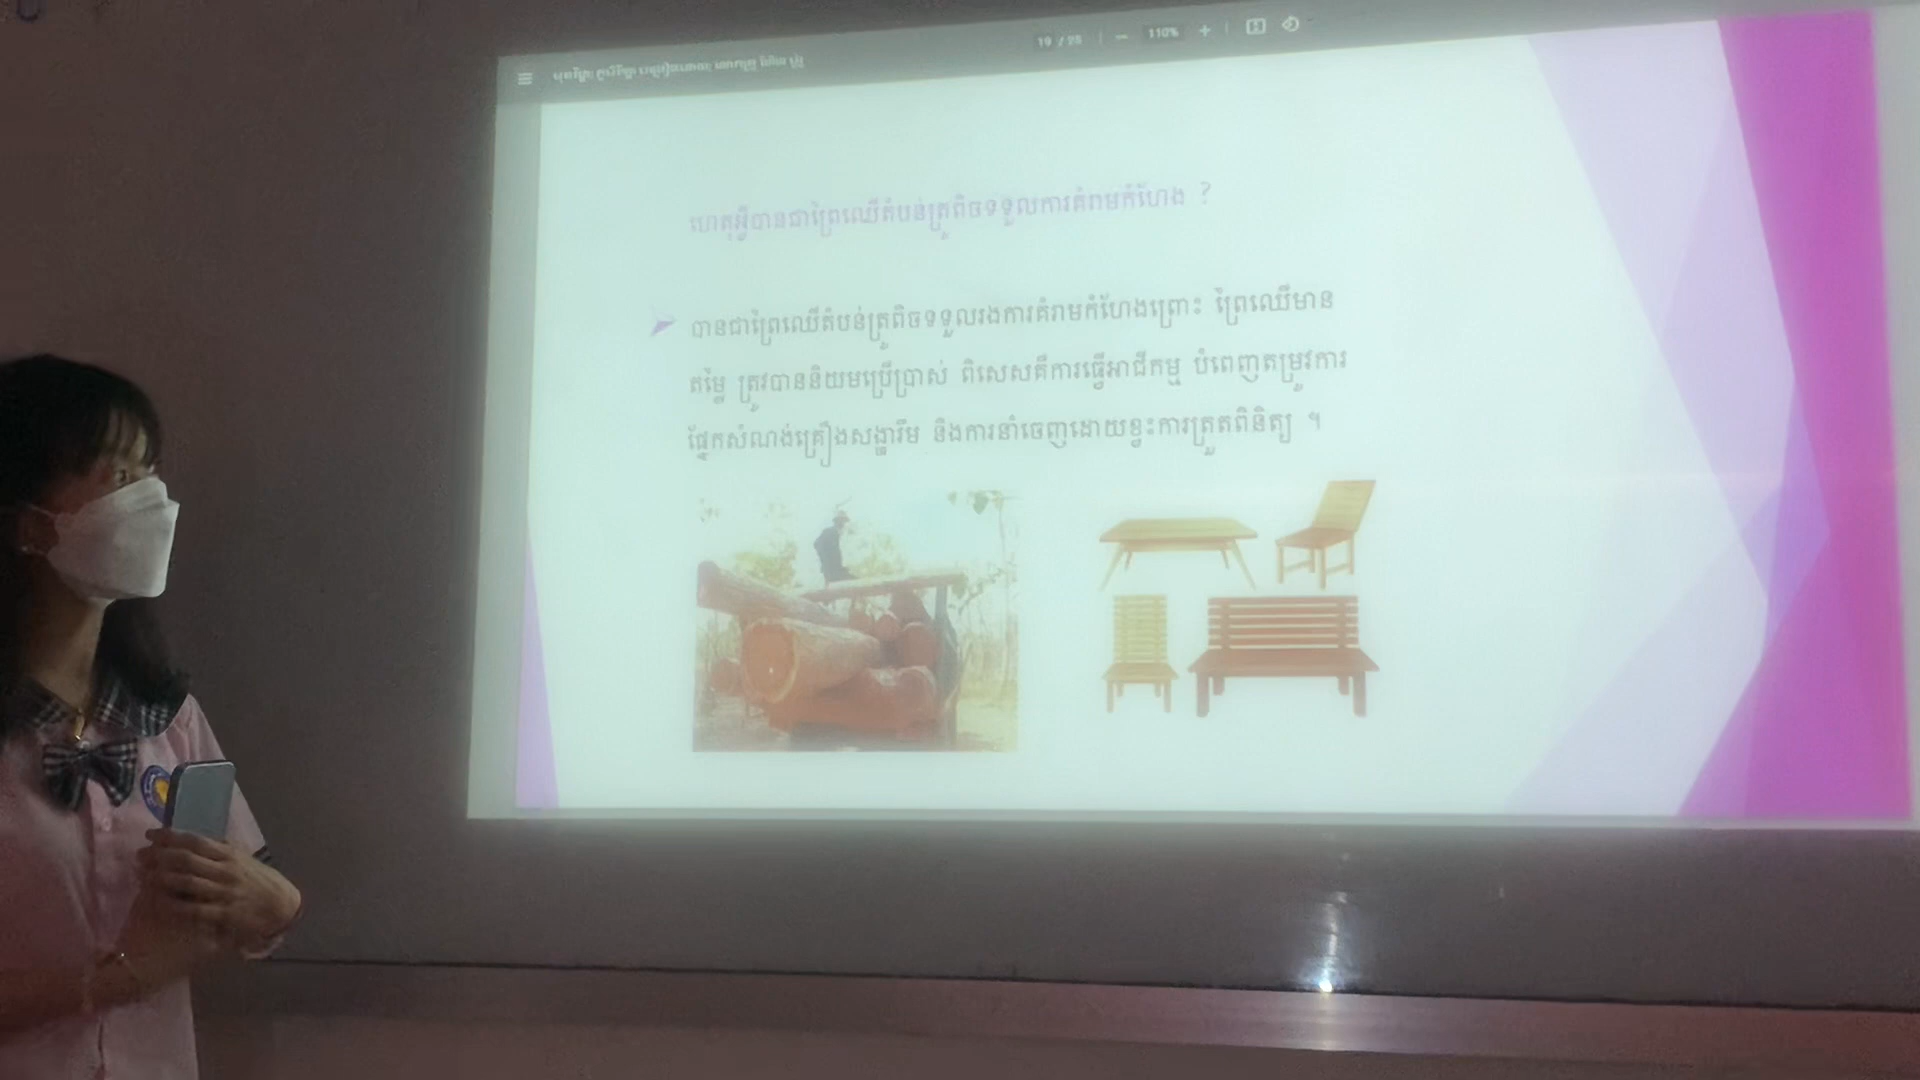 19 / 25
110%
ហេតុអ្វីបានជាព្រៃឈើតំបន់ត្រូពិចទទួលការគំរាមកំហែង ?
បានជាព្រៃឈើតំបន់ត្រូពិចទទួលរងការគំរាមកំហែងព្រោះ ព្រៃឈើមាន
តម្លៃ ត្រូវបាននិយមប្រើប្រាស់ ពិសេសគឺការធ្វើអាជីវកម្ម បំពេញតម្រូវការ
ផ្នែកសំណង់គ្រឿងសង្ហារឹម និងការនាំចេញដោយខ្វះការត្រួតពិនិត្យ ។